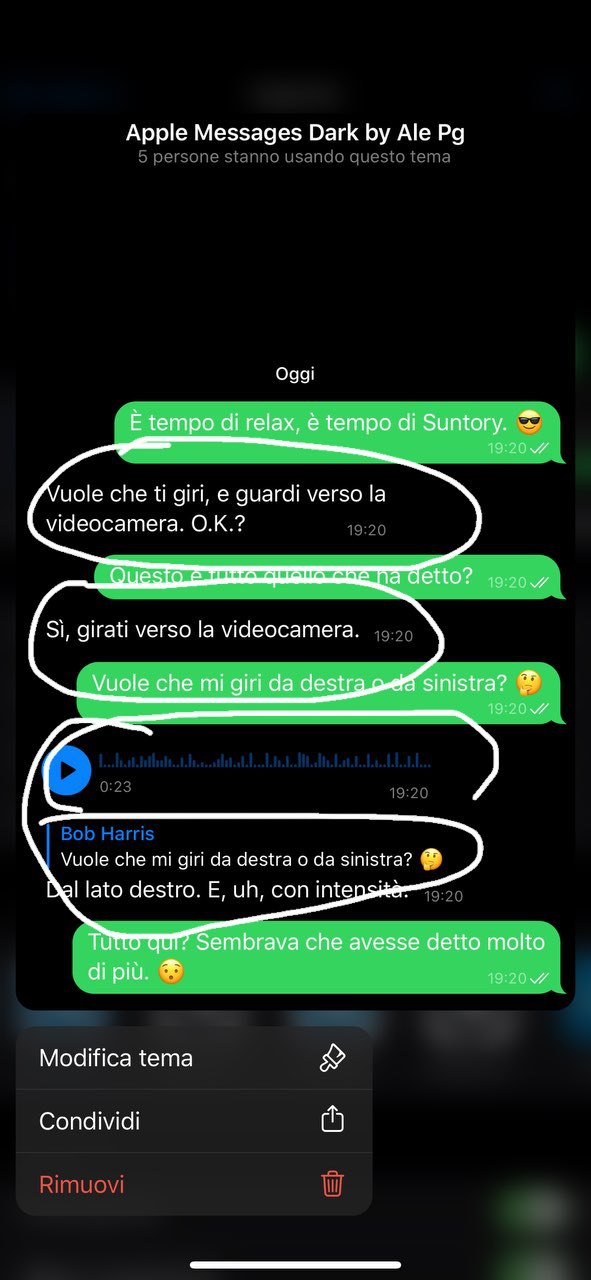 Apple Messages Dark by Ale Pg
5 persone stanno usando questo tema
Oggi
È tempo di relax, è tempo di Suntory. 😎
19:20
Vuole che ti giri, e guardi verso la
videocamera. O.K.?
19:20
Questo è tutto quello che ha detto?
19:20
Sì, girati verso la videocamera.
19:20
Vuole che mi giri da destra o da sinistra? 🤔
19:20
0:23
19:20
Bob Harris
Vuole che mi giri da destra o da sinistra? 🤔
Dal lato destro. E, uh, con intensità.
19:20
Tutto qui? Sembrava che avesse detto molto
di più. 😯
19:20
Modifica tema
Condividi
Rimuovi